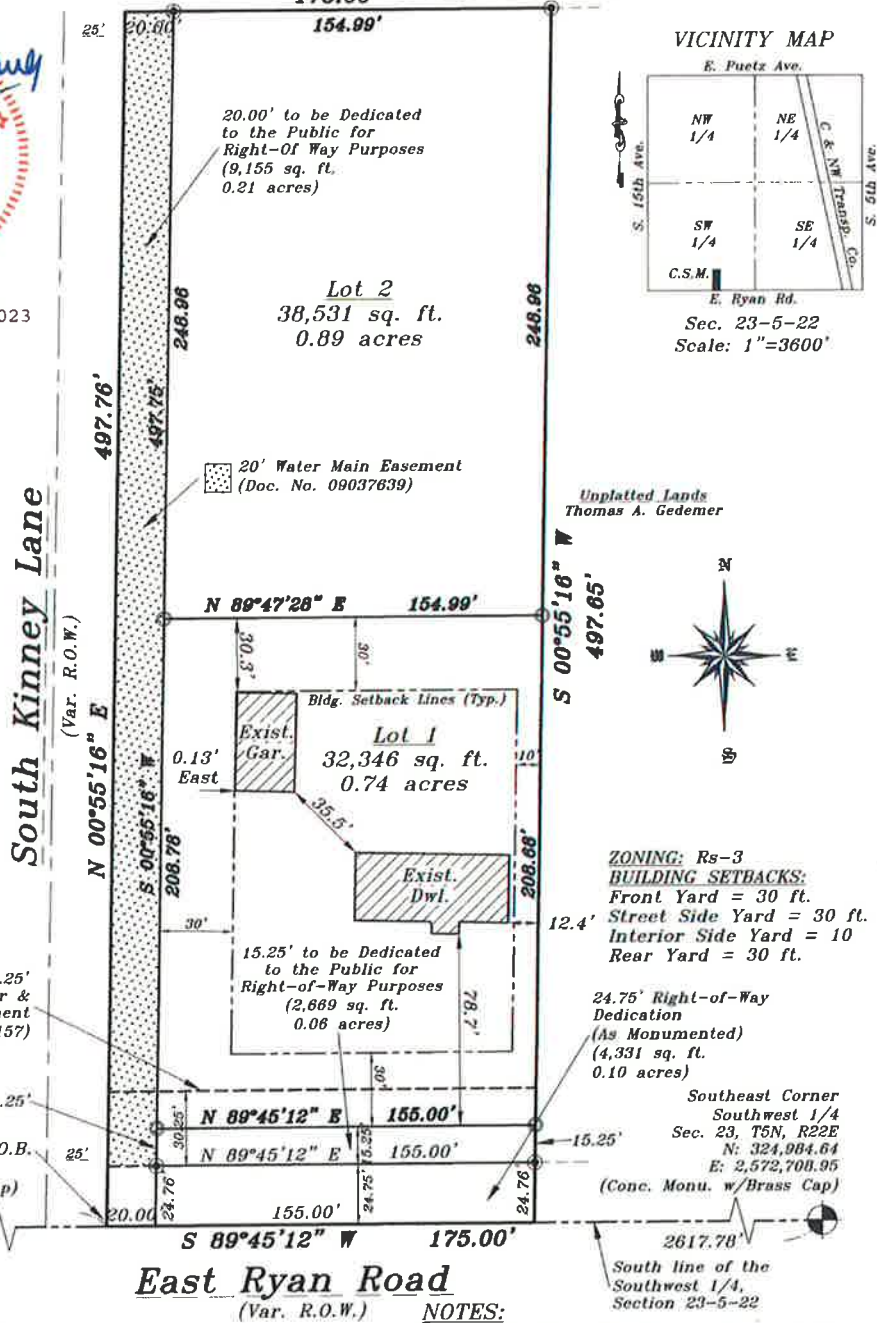 25'
20.00'
154.99'
VICINITY MAP
E. Puetz Ave.
S. 15th Ave.
NW
1/4
NE
1/4
SW
1/4
SE
1/4
C & NW Transp. Co.
S. 5th Ave.
C.S.M.
E. Ryan Rd.
Sec. 23-5-22
Scale: 1"=3600'
20.00' to be Dedicated
to the Public for
Right-Of Way Purposes
(9,155 sq. ft.
0.21 acres)
023
Lot 2
38,531 sq. ft.
0.89 acres
248.96
248.96
497.76'
497.75'
20' Water Main Easement
(Doc. No. 09037639)
Unplatted Lands
Thomas A. Gedemer
South Kinney Lane
(Var. R.O.W.)
N 00°55'16" E
S 00°55'16" W
208.78'
S 00°55'16" W
497.65'
N 89°47'28" E 154.99'
30.3'
30'
Bldg. Setback Lines (Typ.)
Exist.
Gar.
Lot 1
32,346 sq. ft.
0.74 acres
0.13'
East
10'
35.5'
Exist.
Dwl.
208.68'
12.4'
30'
N
E
S
ZONING: Rs-3
BUILDING SETBACKS:
Front Yard = 30 ft.
Street Side Yard = 30 ft.
Interior Side Yard = 10
Rear Yard = 30 ft.
15.25' to be Dedicated
to the Public for
Right-of-Way Purposes
(2,669 sq. ft.
0.06 acres)
78.7'
30'
24.75' Right-of-Way
Dedication
(As Monumented)
(4,331 sq. ft.
0.10 acres)
.25'
r &
ment
157)
.25'
O.B.
p)
25'
30.25'
N 89°45'12" E 155.00'
15.25'
N 89°45'12" E 155.00'
15.25'
Southeast Corner
Southwest 1/4
Sec. 23, T5N, R22E
N: 324,984.64
E: 2,572,708.95
(Conc. Monu. w/Brass Cap)
20.00
24.76'
155.00'
24.75'
24.76'
S 89°45'12" W 175.00'
2617.78'
South line of the
Southwest 1/4,
Section 23-5-22
East Ryan Road
(Var. R.O.W.)
NOTES: